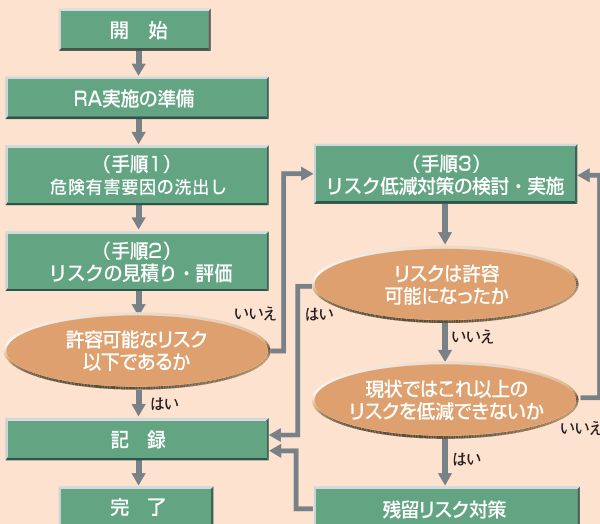 開　始
RA実施の準備
（手順1）
危険有害要因の洗出し
（手順2）
リスクの見積り・評価
いいえ
許容可能なリスク
以下であるか
はい
記　録
完　了
（手順3）
リスク低減対策の検討・実施
リスクは許容
可能になったか
はい
いいえ
現状ではこれ以上の
リスクを低減できないか
いいえ
はい
残留リスク対策